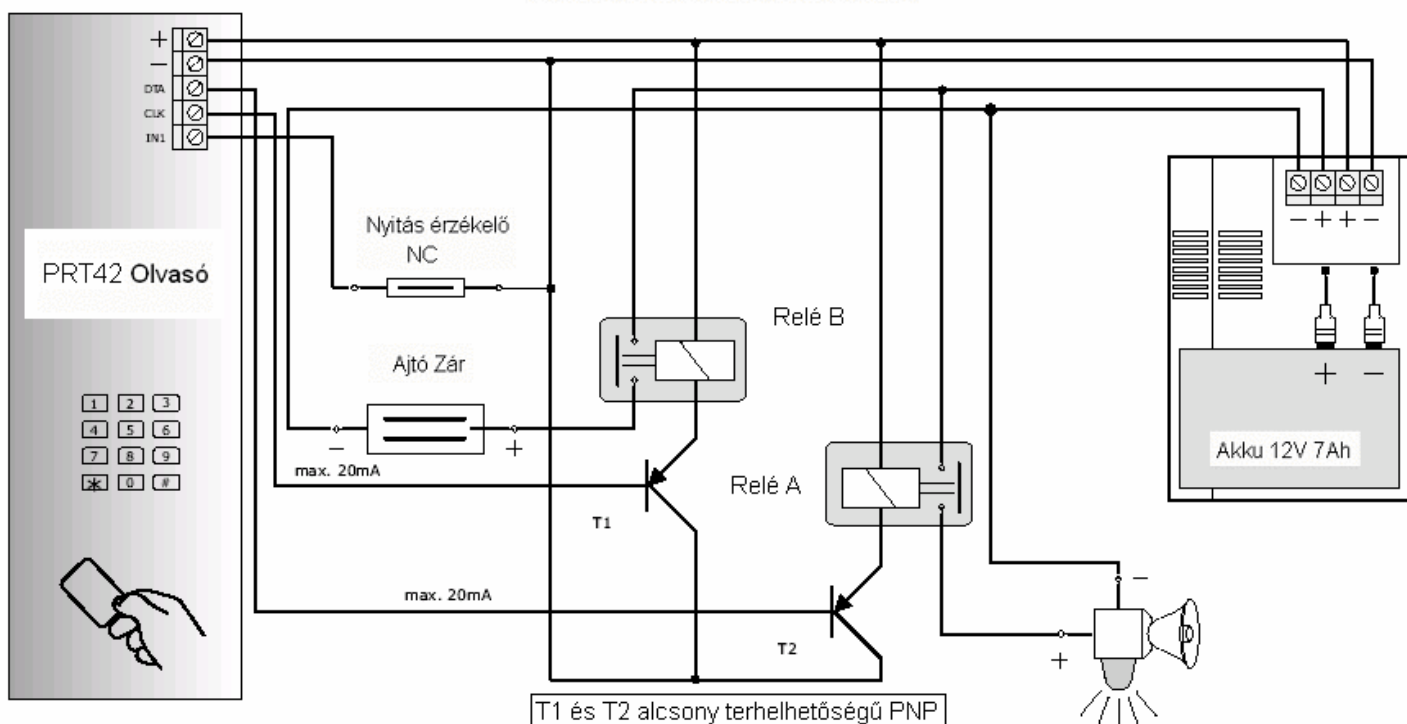 +
−
DTA
CLK
IN1
− + + −
Nyitás érzékelő
NC
PRT42 Olvasó
Relé B
Ajtó Zár
+ −
− +
Akku 12V 7Ah
1 2 3
4 5 6
7 8 9
* 0 #
max. 20mA
Relé A
T1
−
max. 20mA
T2
+
T1 és T2 alcsony terhelhetőségű PNP